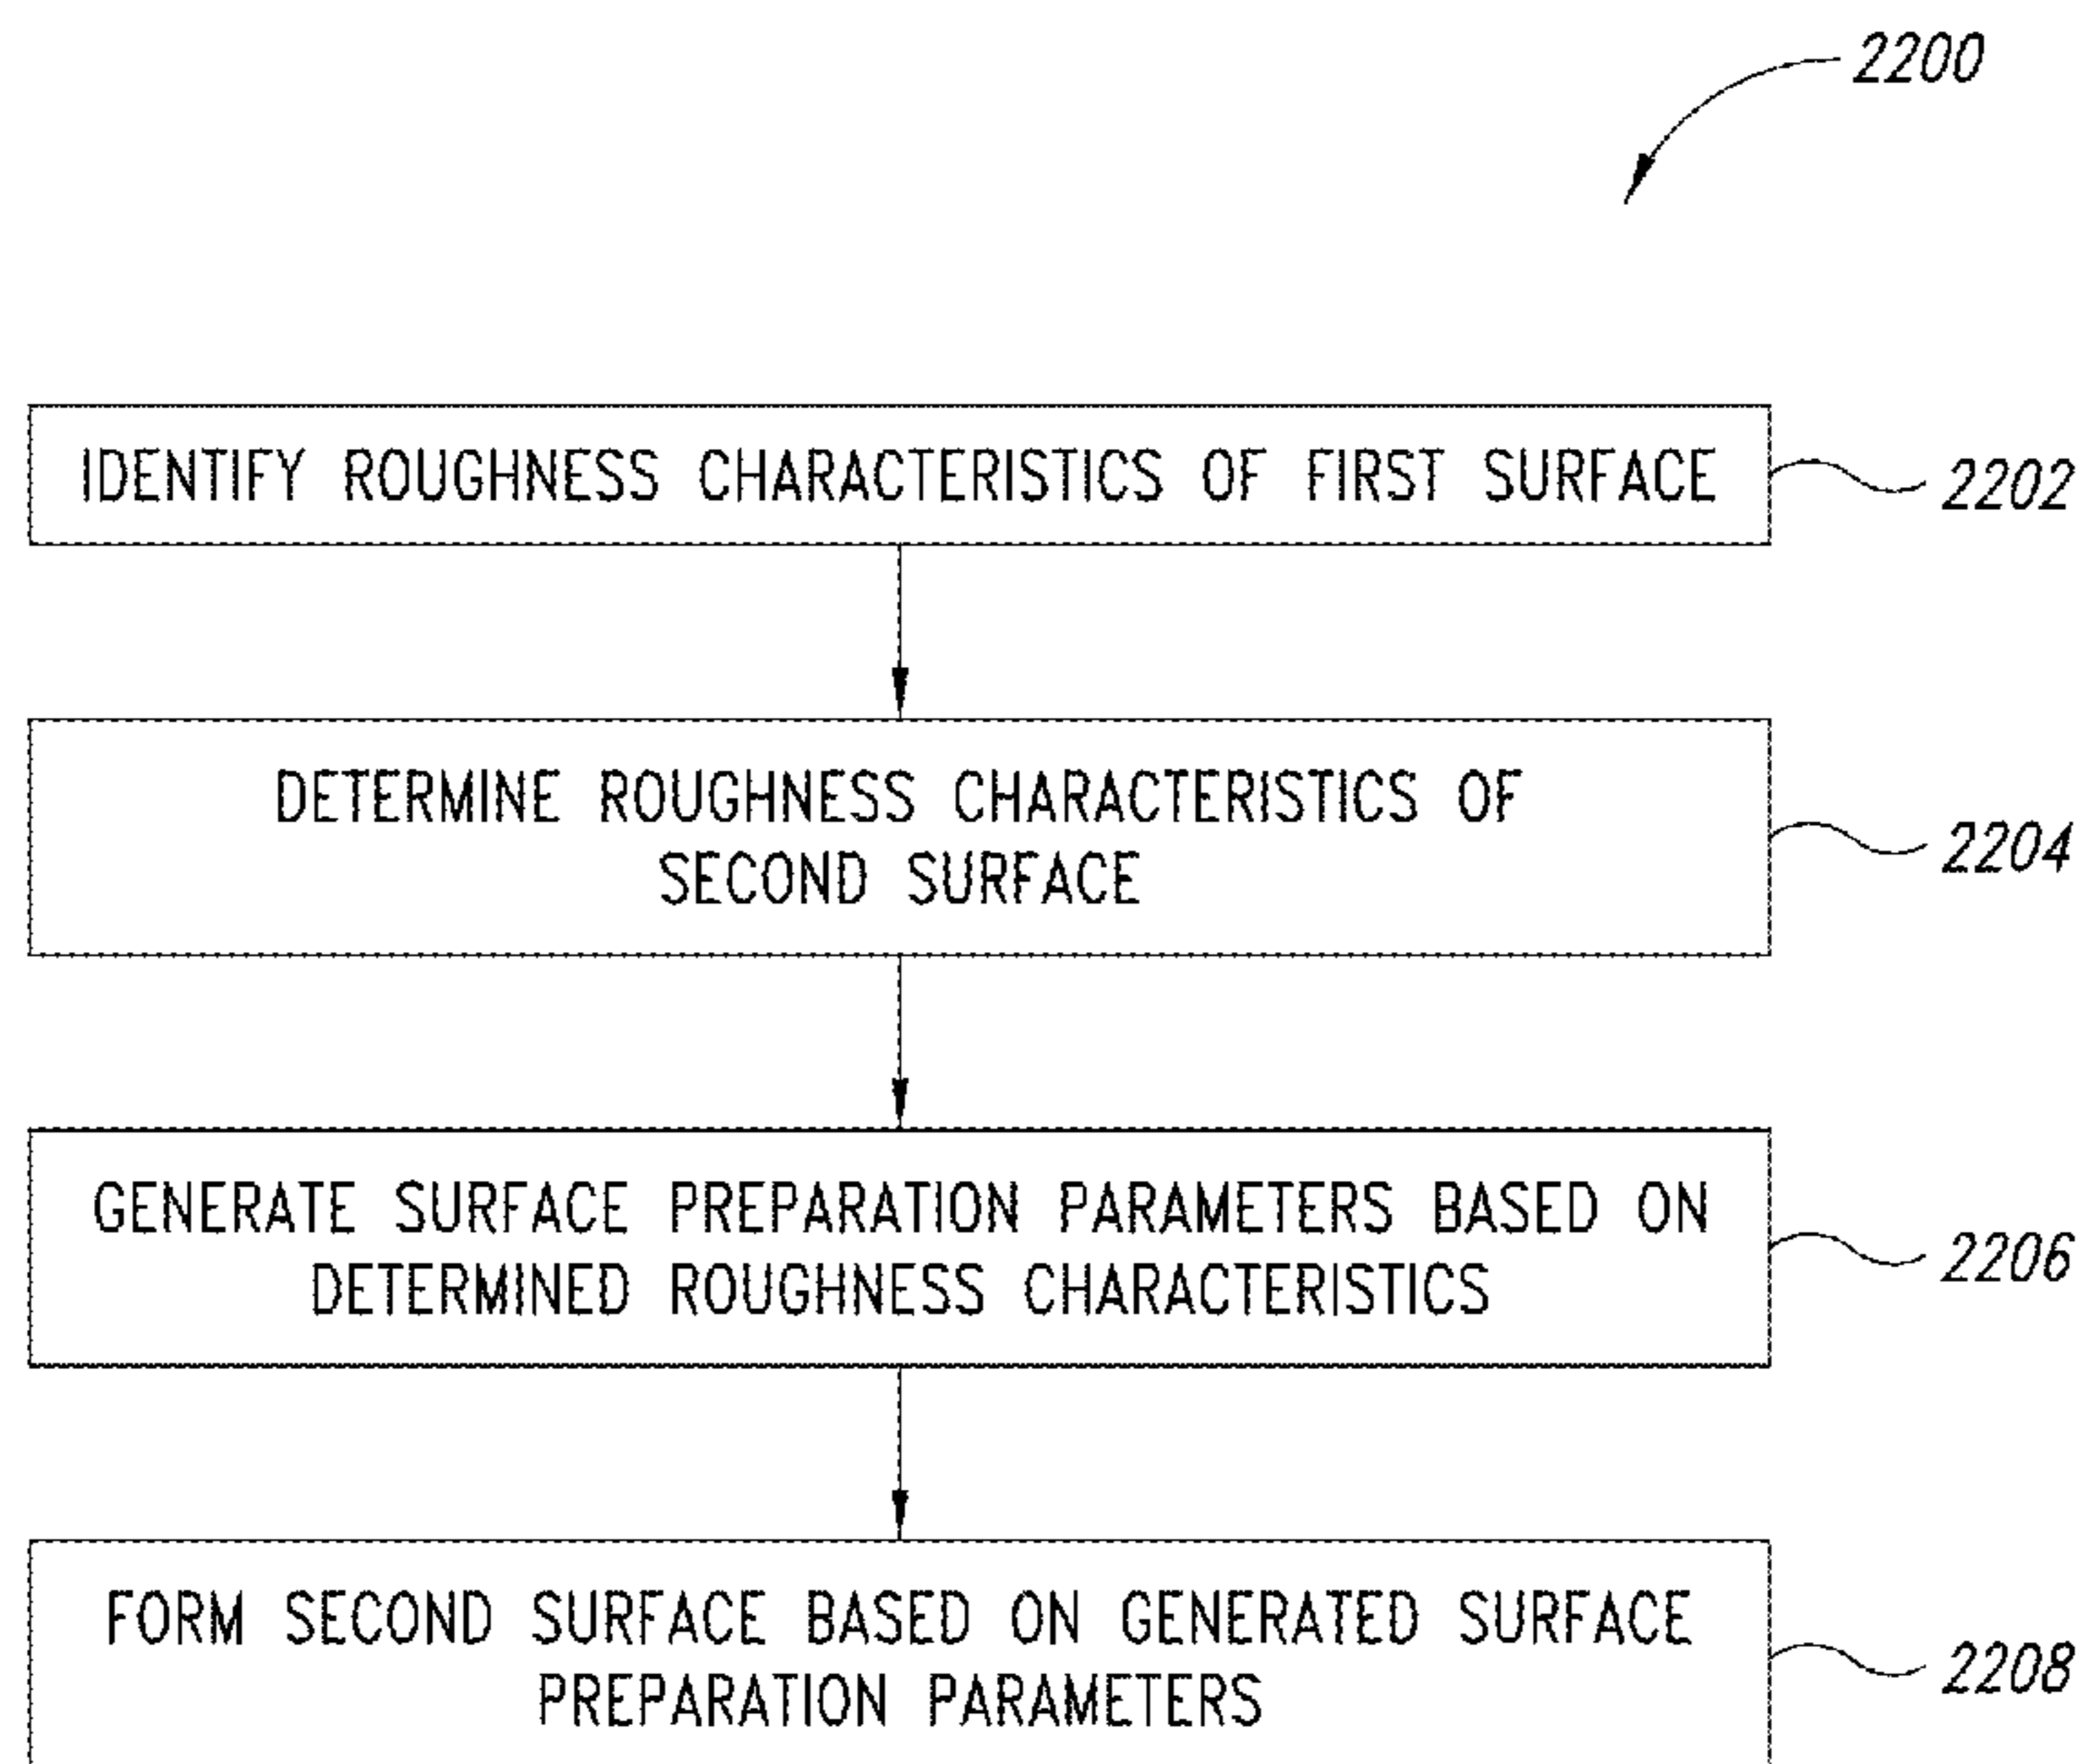 2200
IDENTIFY ROUGHNESS CHARACTERISTICS OF FIRST SURFACE
2202
DETERMINE ROUGHNESS CHARACTERISTICS OF
SECOND SURFACE
2204
GENERATE SURFACE PREPARATION PARAMETERS BASED ON
DETERMINED ROUGHNESS CHARACTERISTICS
2206
FORM SECOND SURFACE BASED ON GENERATED SURFACE
PREPARATION PARAMETERS
2208